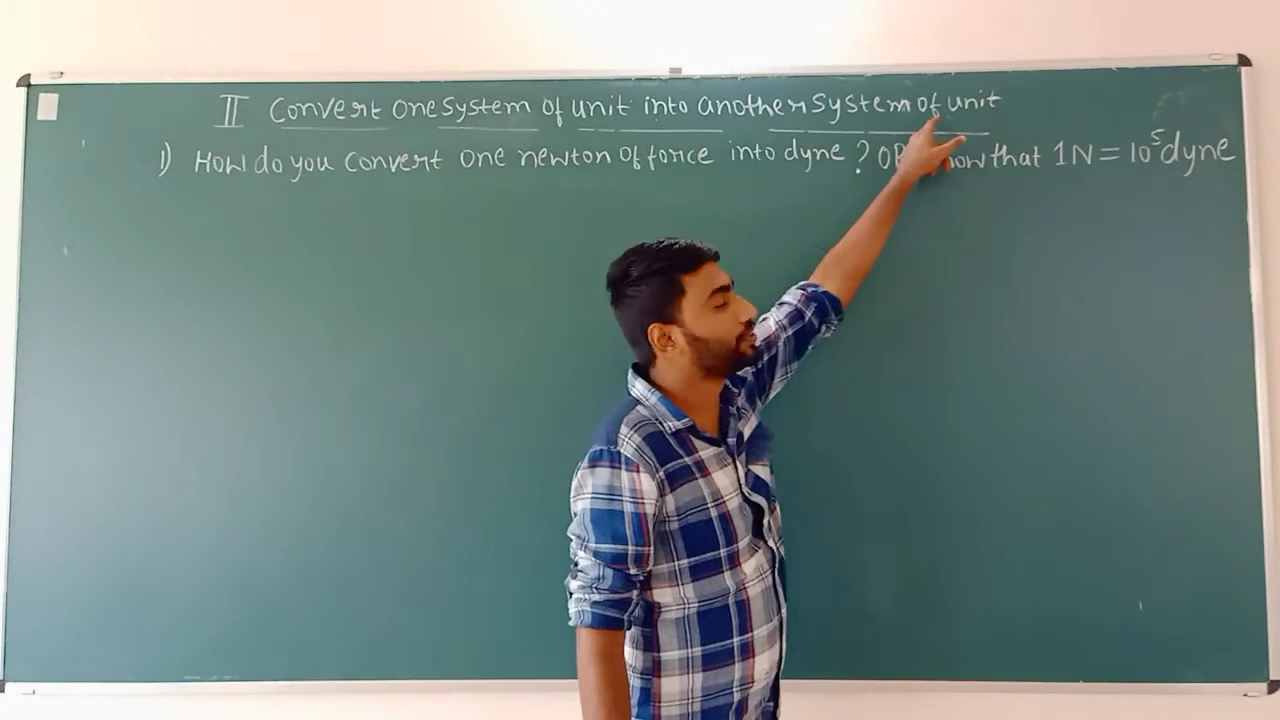 II Convert one system of unit into another system of unit
1) How do you convert one newton of force into dyne ? OR that 1N = 10⁵ dyne